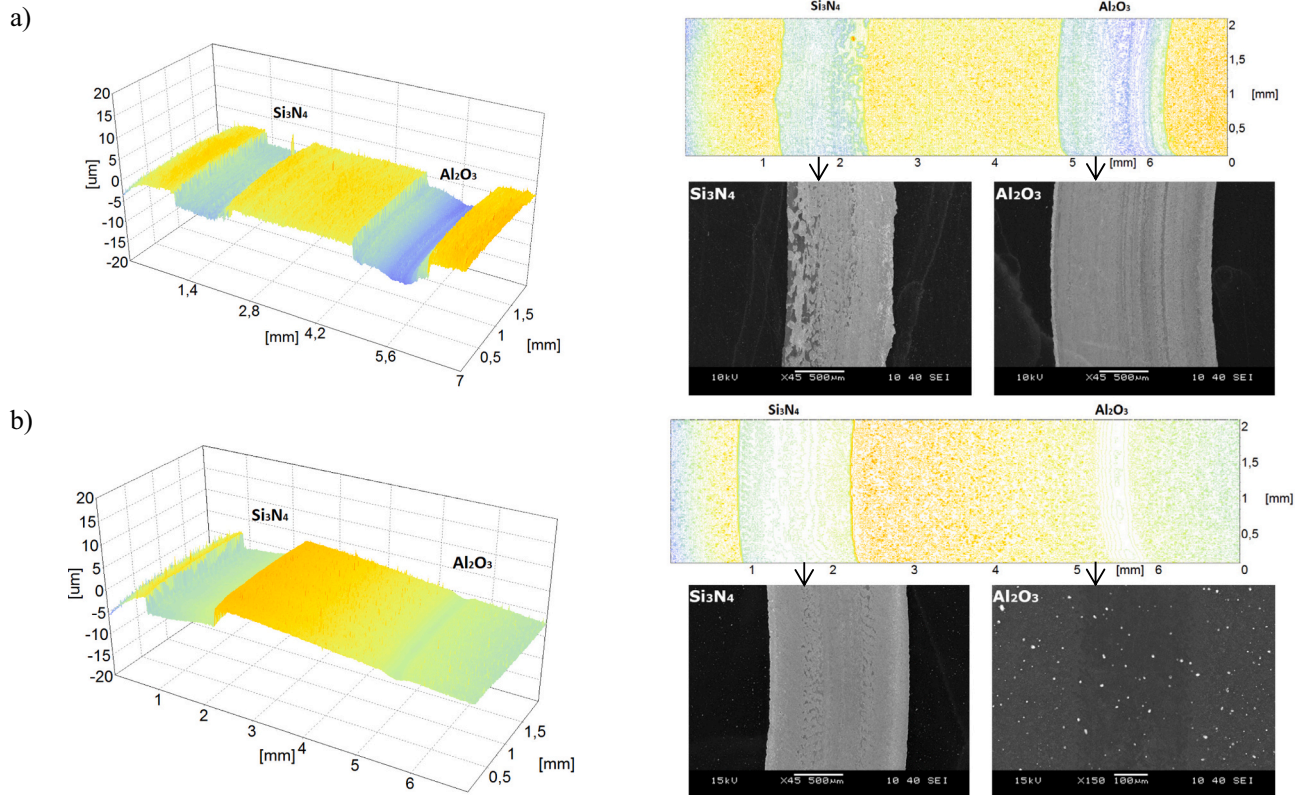 a)
Si₃N₄
Al₂O₃
20
15
10
5
0
-5
-10
-15
-20
[um]
1,4
2,8
4,2
5,6
7
[mm]
0,5
1
1,5
[mm]
Si₃N₄ Al₂O₃
2
1,5
1
0,5
0
[mm]
1 2 3 4 5 [mm] 6
Si₃N₄
10kV X45 500μm 10 40 SEI
Al₂O₃
10kV X45 500μm 10 40 SEI
b)
Si₃N₄
Al₂O₃
20
15
10
5
0
-5
-10
-15
-20
[um]
1
2
3
4
5
6
[mm]
0,5
1
1,5
[mm]
Si₃N₄ Al₂O₃
2
1,5
1
0,5
0
[mm]
1 2 3 4 5 [mm] 6
Si₃N₄
15kV X45 500μm 10 40 SEI
Al₂O₃
15kV X150 100μm 10 40 SEI